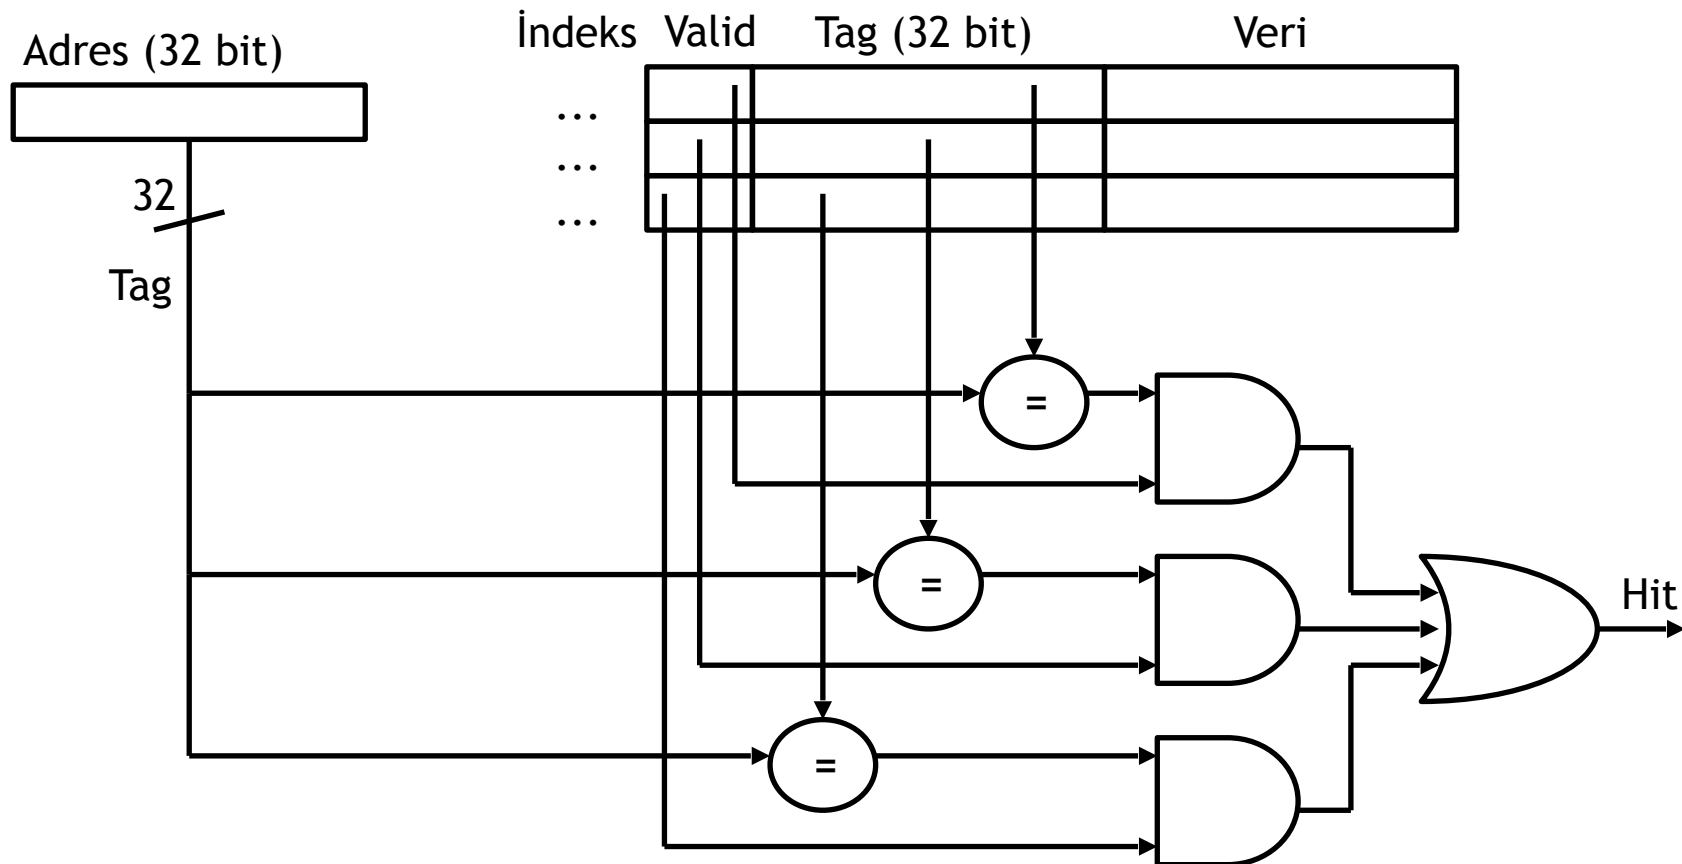 Adres (32 bit)
İndeks Valid Tag (32 bit) Veri
...
...
...
32
Tag
=
=
=
Hit